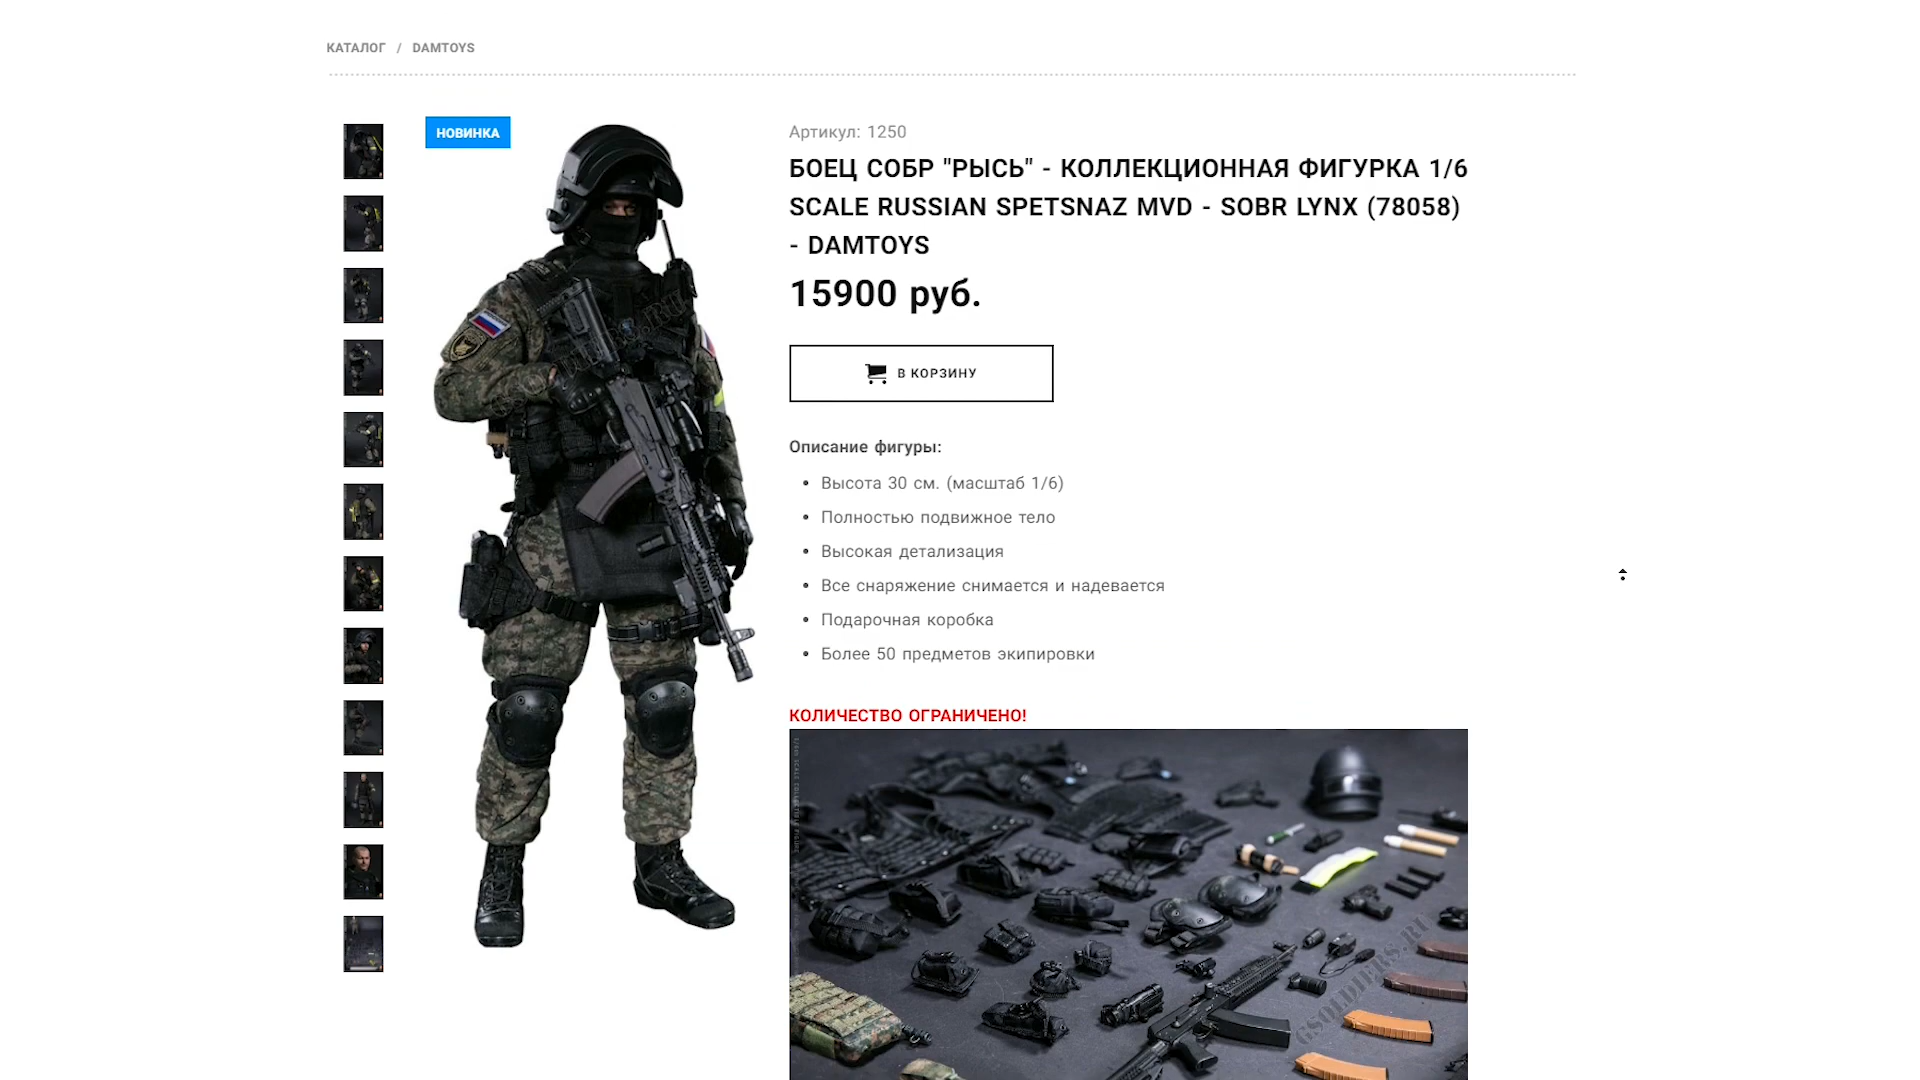 КАТАЛОГ / DAMTOYS
НОВИНКА
Артикул: 1250
БОЕЦ СОБР "РЫСЬ" - КОЛЛЕКЦИОННАЯ ФИГУРКА 1/6
SCALE RUSSIAN SPETSNAZ MVD - SOBR LYNX (78058)
- DAMTOYS
15900 руб.
В КОРЗИНУ
Описание фигуры:
Высота 30 см. (масштаб 1/6)
Полностью подвижное тело
Высокая детализация
Все снаряжение снимается и надевается
Подарочная коробка
Более 50 предметов экипировки
КОЛИЧЕСТВО ОГРАНИЧЕНО!
GSOLDIERS.RU